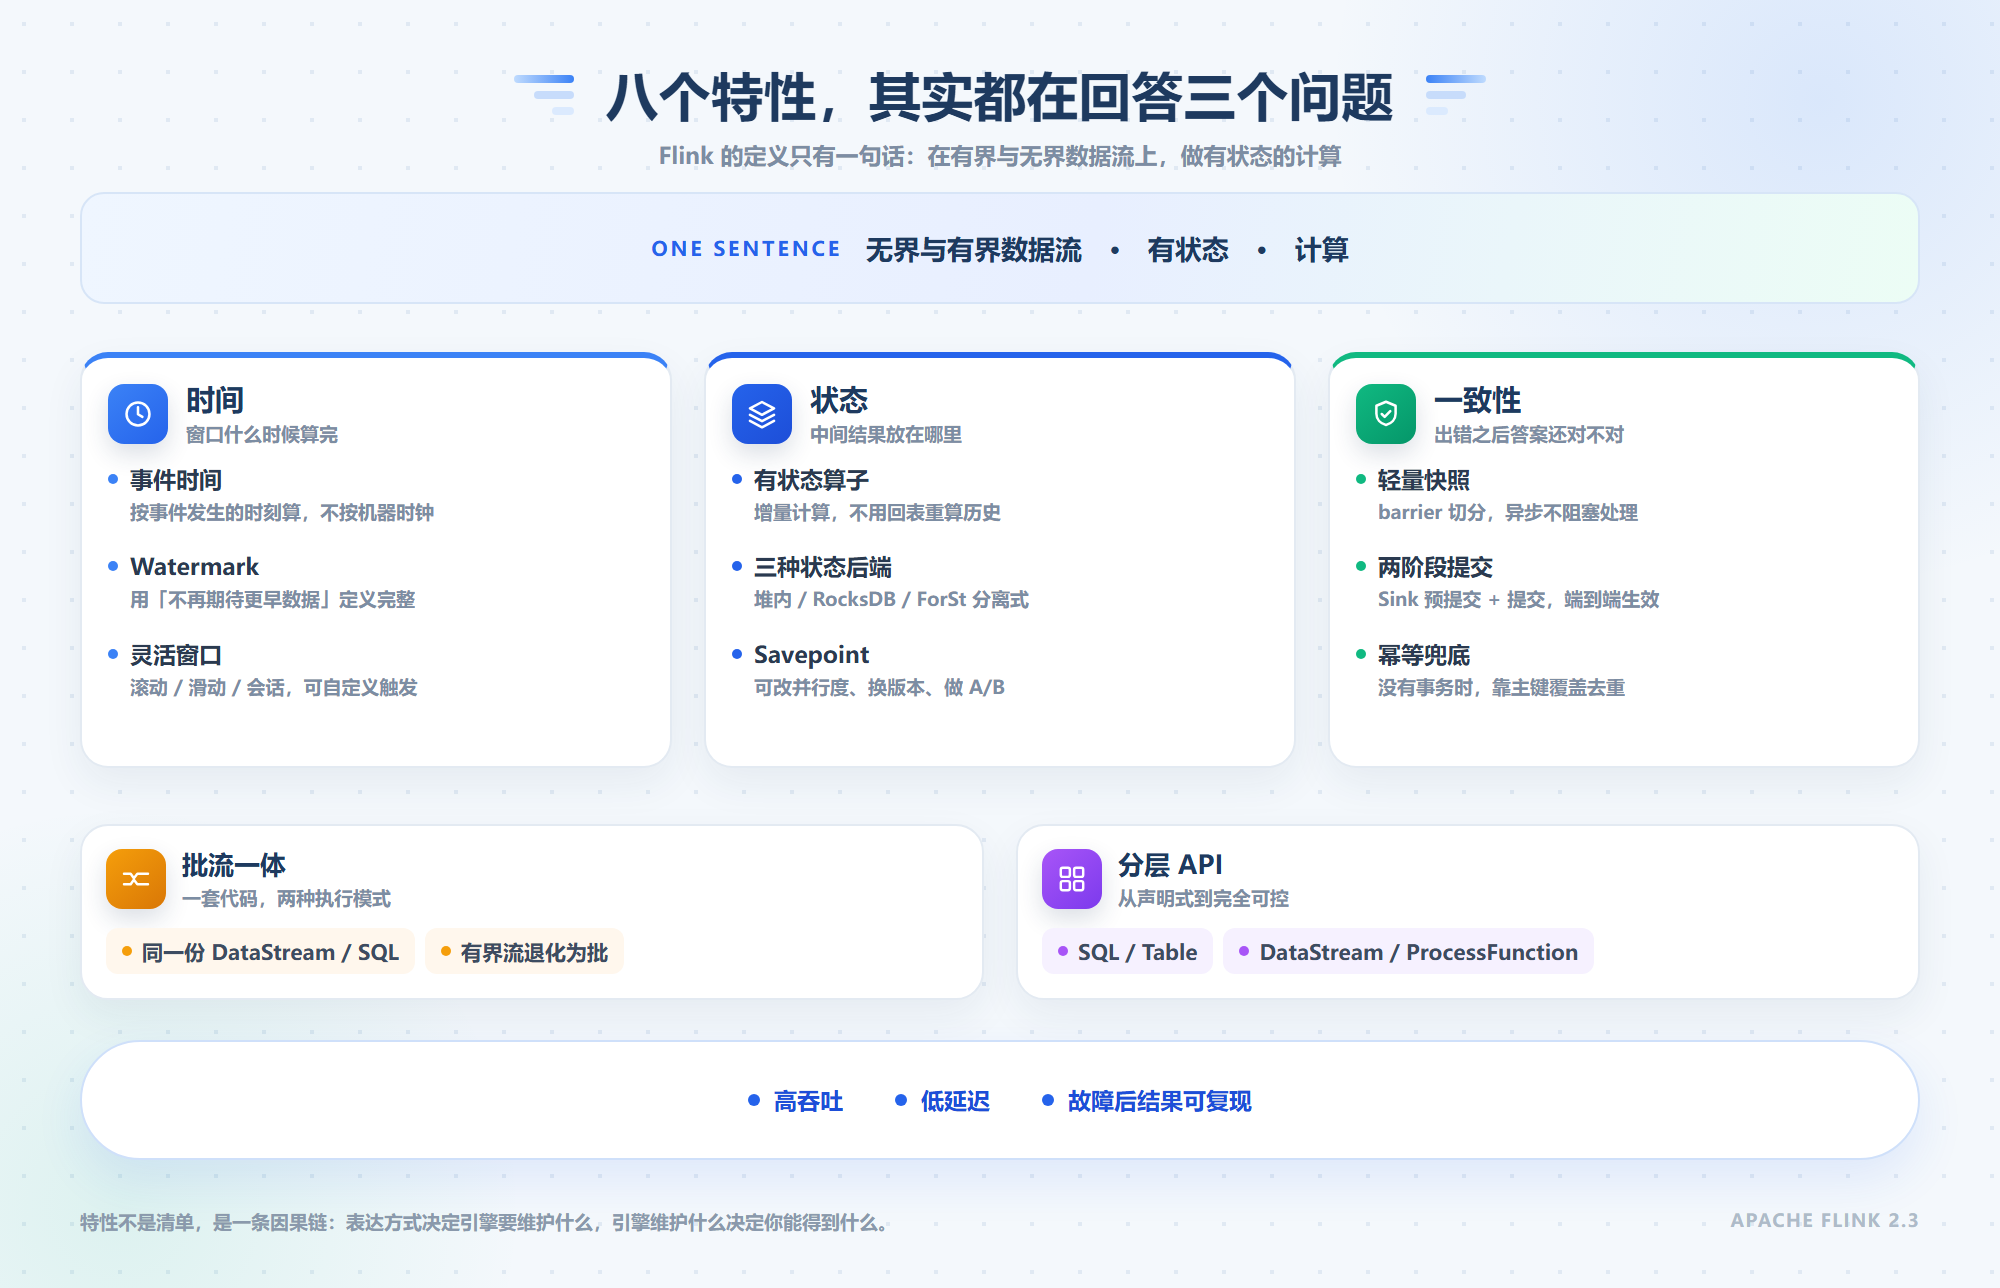 八个特性，其实都在回答三个问题
Flink 的定义只有一句话：在有界与无界数据流上，做有状态的计算
ONE SENTENCE 无界与有界数据流 • 有状态 • 计算
时间
窗口什么时候算完
事件时间
按事件发生的时刻算，不按机器时钟
Watermark
用「不再期待更早数据」定义完整
灵活窗口
滚动 / 滑动 / 会话，可自定义触发
状态
中间结果放在哪里
有状态算子
增量计算，不用回表重算历史
三种状态后端
堆内 / RocksDB / ForSt 分离式
Savepoint
可改并行度、换版本、做 A/B
一致性
出错之后答案还对不对
轻量快照
barrier 切分，异步不阻塞处理
两阶段提交
Sink 预提交 + 提交，端到端生效
幂等兜底
没有事务时，靠主键覆盖去重
批流一体
一套代码，两种执行模式
同一份 DataStream / SQL
有界流退化为批
分层 API
从声明式到完全可控
SQL / Table
DataStream / ProcessFunction
高吞吐
低延迟
故障后结果可复现
特性不是清单，是一条因果链：表达方式决定引擎要维护什么，引擎维护什么决定你能得到什么。
APACHE FLINK 2.3